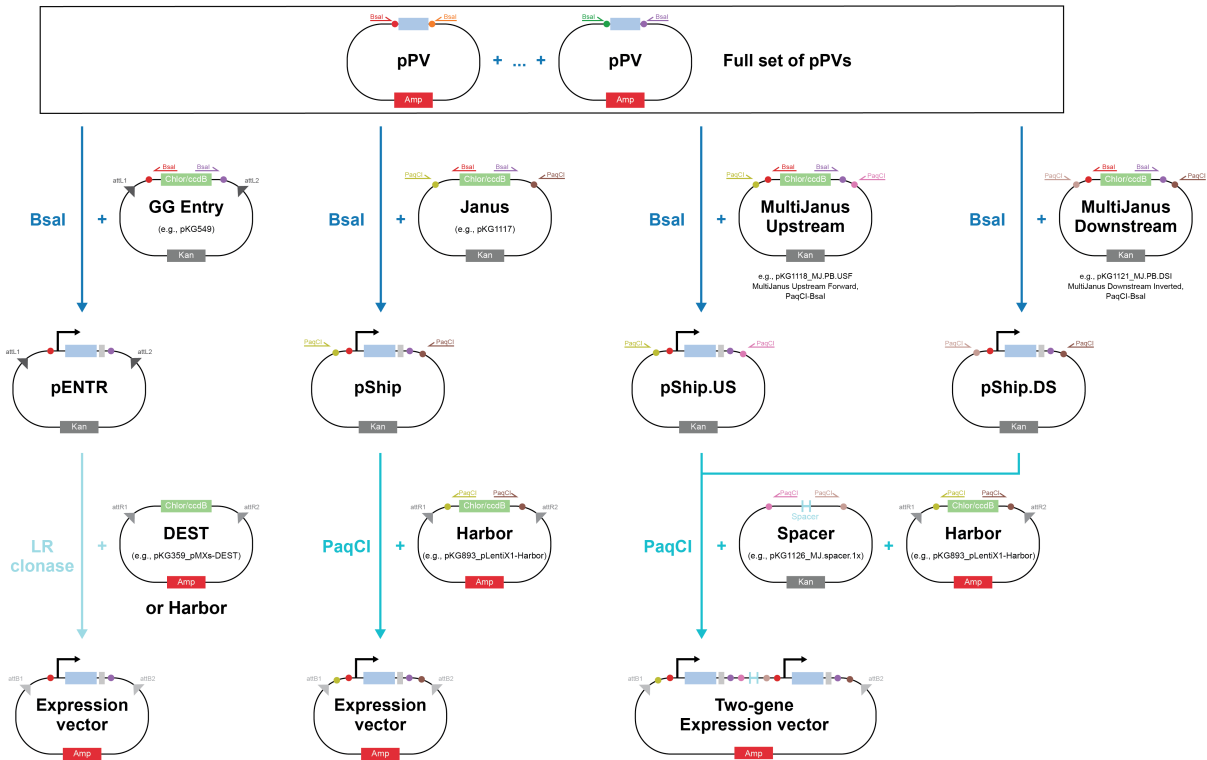 BsaI
BsaI
BsaI
BsaI
pPV
+ ... +
pPV
Full set of pPVs
Amp
Amp
BsaI
BsaI
attL1
attL2
Chlor/ccdB
GG Entry
(e.g., pKG549)
Kan
BsaI
+
BsaI
BsaI
PaqCI
PaqCI
Chlor/ccdB
Janus
(e.g., pKG1117)
Kan
BsaI
+
BsaI
BsaI
PaqCI
PaqCI
Chlor/ccdB
MultiJanus
Upstream
Kan
BsaI
+
e.g., pKG1118_MJ.PB.USF
MultiJanus Upstream Forward,
PaqCI-BsaI
BsaI
BsaI
PaqCI
PaqCI
Chlor/ccdB
MultiJanus
Downstream
Kan
BsaI
+
e.g., pKG1121_MJ.PB.DSI
MultiJanus Downstream Inverted,
PaqCI-BsaI
attL1
attL2
pENTR
Kan
PaqCI
PaqCI
pShip
Kan
PaqCI
PaqCI
pShip.US
Kan
PaqCI
PaqCI
pShip.DS
Kan
LR
clonase
+
attR1
attR2
Chlor/ccdB
DEST
(e.g., pKG359_pMXs-DEST)
Amp
or Harbor
PaqCI
+
PaqCI
PaqCI
attR1
attR2
Chlor/ccdB
Harbor
(e.g., pKG893_pLentiX1-Harbor)
Amp
PaqCI
+
PaqCI
PaqCI
Spacer
Spacer
(e.g., pKG1126_MJ.spacer.1x)
Kan
+
PaqCI
PaqCI
attR1
attR2
Chlor/ccdB
Harbor
(e.g., pKG893_pLentiX1-Harbor)
Amp
attB1
attB2
Expression
vector
Amp
attB1
attB2
Expression
vector
Amp
attB1
attB2
Two-gene
Expression vector
Amp